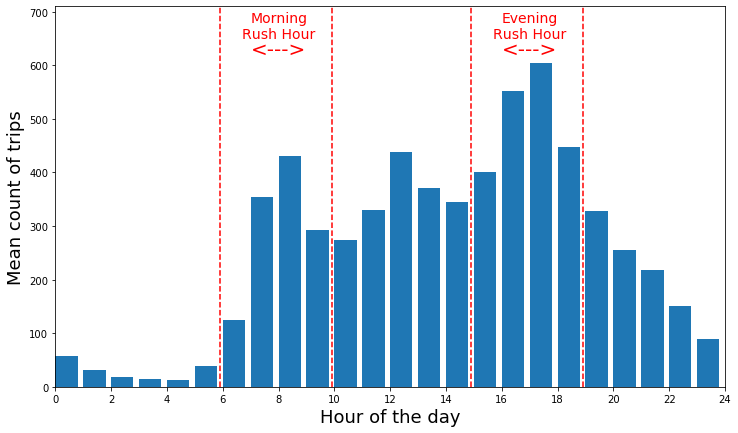 Morning
Rush Hour
<--->
Evening
Rush Hour
<--->
Mean count of trips
700
600
500
400
300
200
100
0
0 2 4 6 8 10 12 14 16 18 20 22 24
Hour of the day